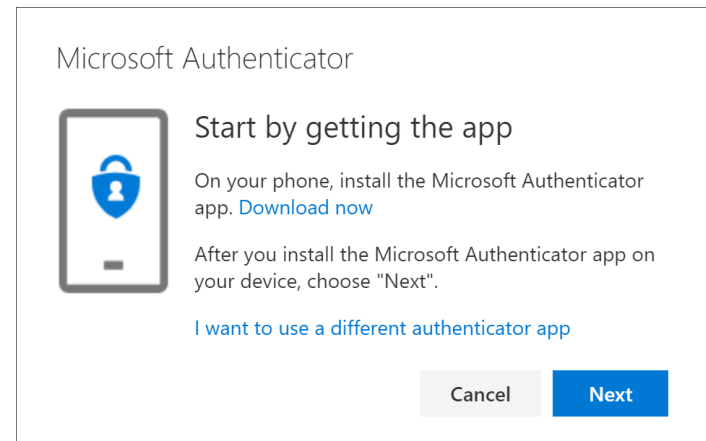 Microsoft Authenticator
Start by getting the app
On your phone, install the Microsoft Authenticator
app. Download now
After you install the Microsoft Authenticator app on
your device, choose "Next".
I want to use a different authenticator app
Cancel Next